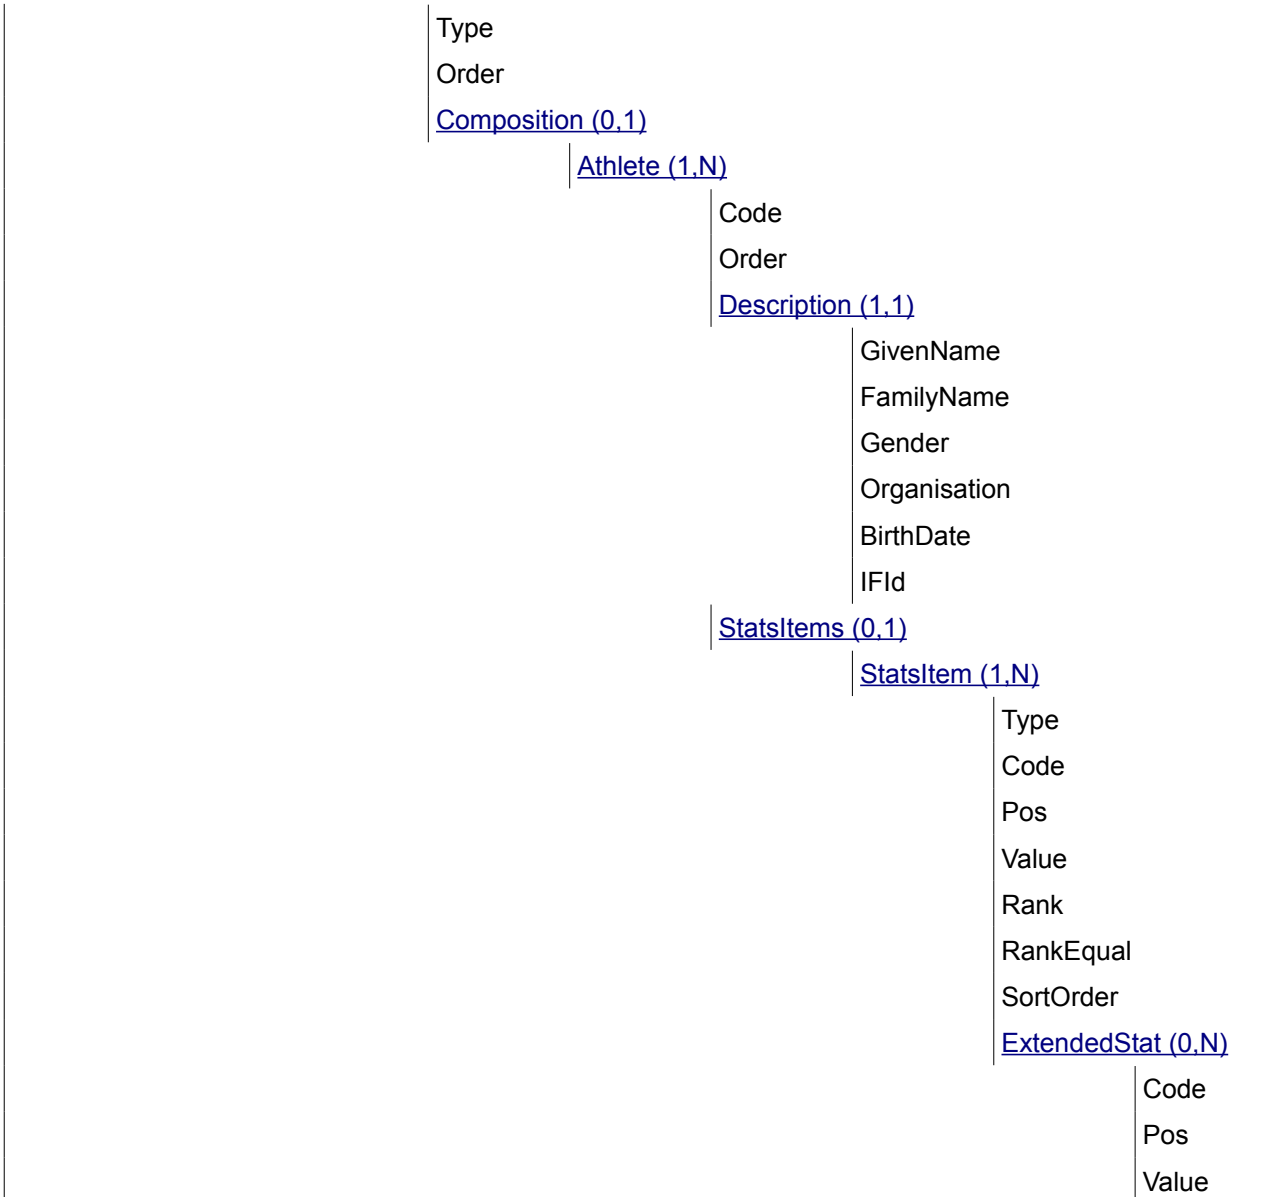 Type
Order
Composition (0,1)
Athlete (1,N)
Code
Order
Description (1,1)
GivenName
FamilyName
Gender
Organisation
BirthDate
IFId
StatsItems (0,1)
StatsItem (1,N)
Type
Code
Pos
Value
Rank
RankEqual
SortOrder
ExtendedStat (0,N)
Code
Pos
Value